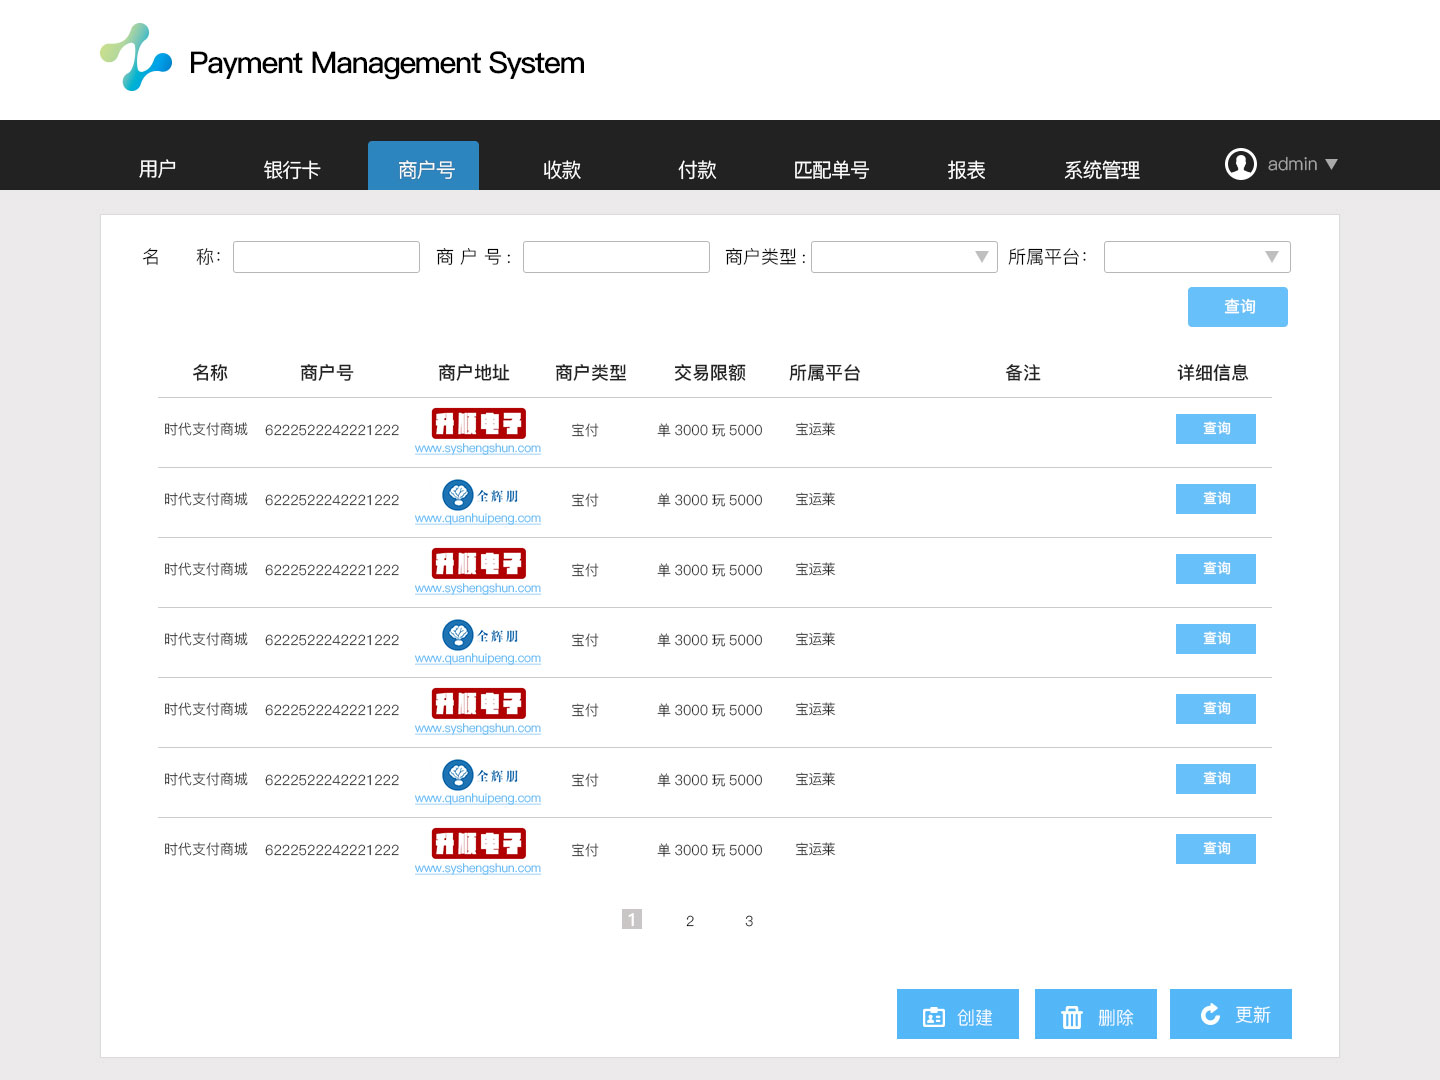 Payment Management System
用户 银行卡 商户号 收款 付款 匹配单号 报表 系统管理 admin
名 称: 商 户 号 : 商户类型 : 所属平台:
查询
名称 商户号 商户地址 商户类型 交易限额 所属平台 备注 详细信息
升顺电子
时代支付商城 6222522242221222 宝付 单 3000 玩 5000 宝运莱 查询
www.syshengshun.com
全辉朋
时代支付商城 6222522242221222 宝付 单 3000 玩 5000 宝运莱 查询
www.quanhuipeng.com
升顺电子
时代支付商城 6222522242221222 宝付 单 3000 玩 5000 宝运莱 查询
www.syshengshun.com
全辉朋
时代支付商城 6222522242221222 宝付 单 3000 玩 5000 宝运莱 查询
www.quanhuipeng.com
升顺电子
时代支付商城 6222522242221222 宝付 单 3000 玩 5000 宝运莱 查询
www.syshengshun.com
全辉朋
时代支付商城 6222522242221222 宝付 单 3000 玩 5000 宝运莱 查询
www.quanhuipeng.com
升顺电子
时代支付商城 6222522242221222 宝付 单 3000 玩 5000 宝运莱 查询
www.syshengshun.com
1 2 3
创建 删除 更新